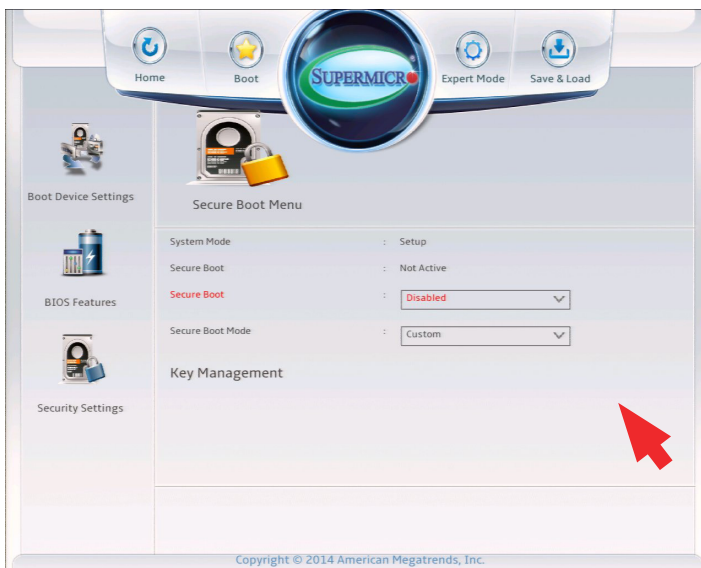 Home
Boot
SUPERMICRO
Expert Mode
Save & Load
Boot Device Settings
BIOS Features
Security Settings
Secure Boot Menu
System Mode : Setup
Secure Boot : Not Active
Secure Boot : Disabled
Secure Boot Mode : Custom
Key Management
Copyright © 2014 American Megatrends, Inc.